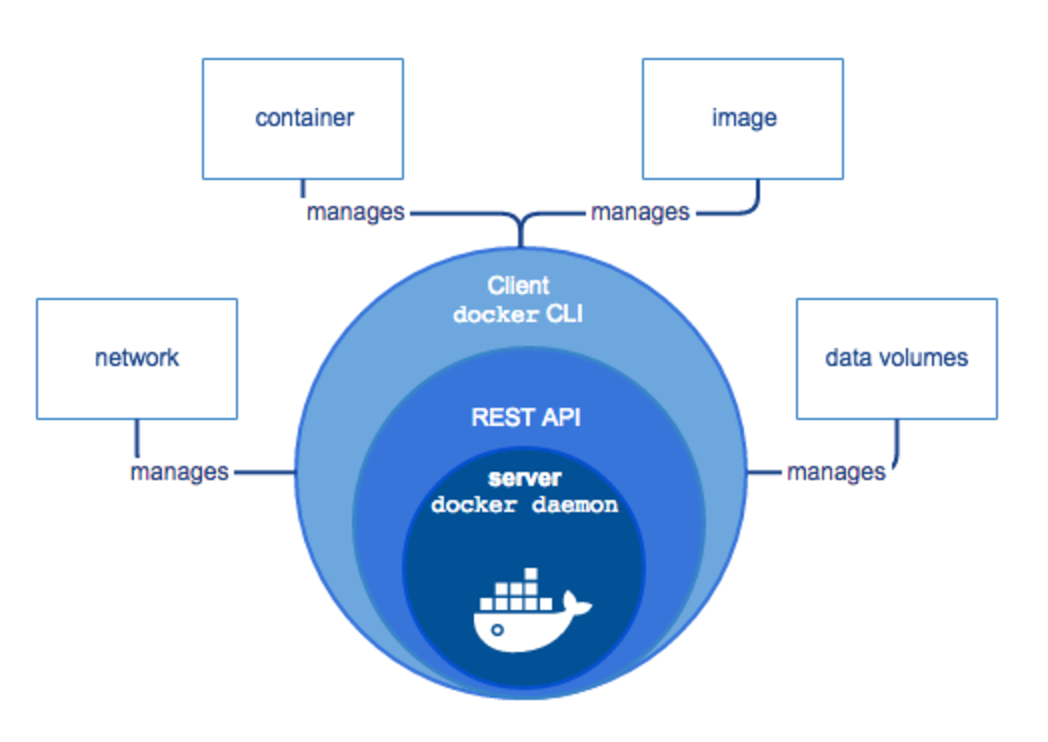 container
image
manages
manages
Client
docker CLI
network
data volumes
REST API
manages
manages
server
docker daemon